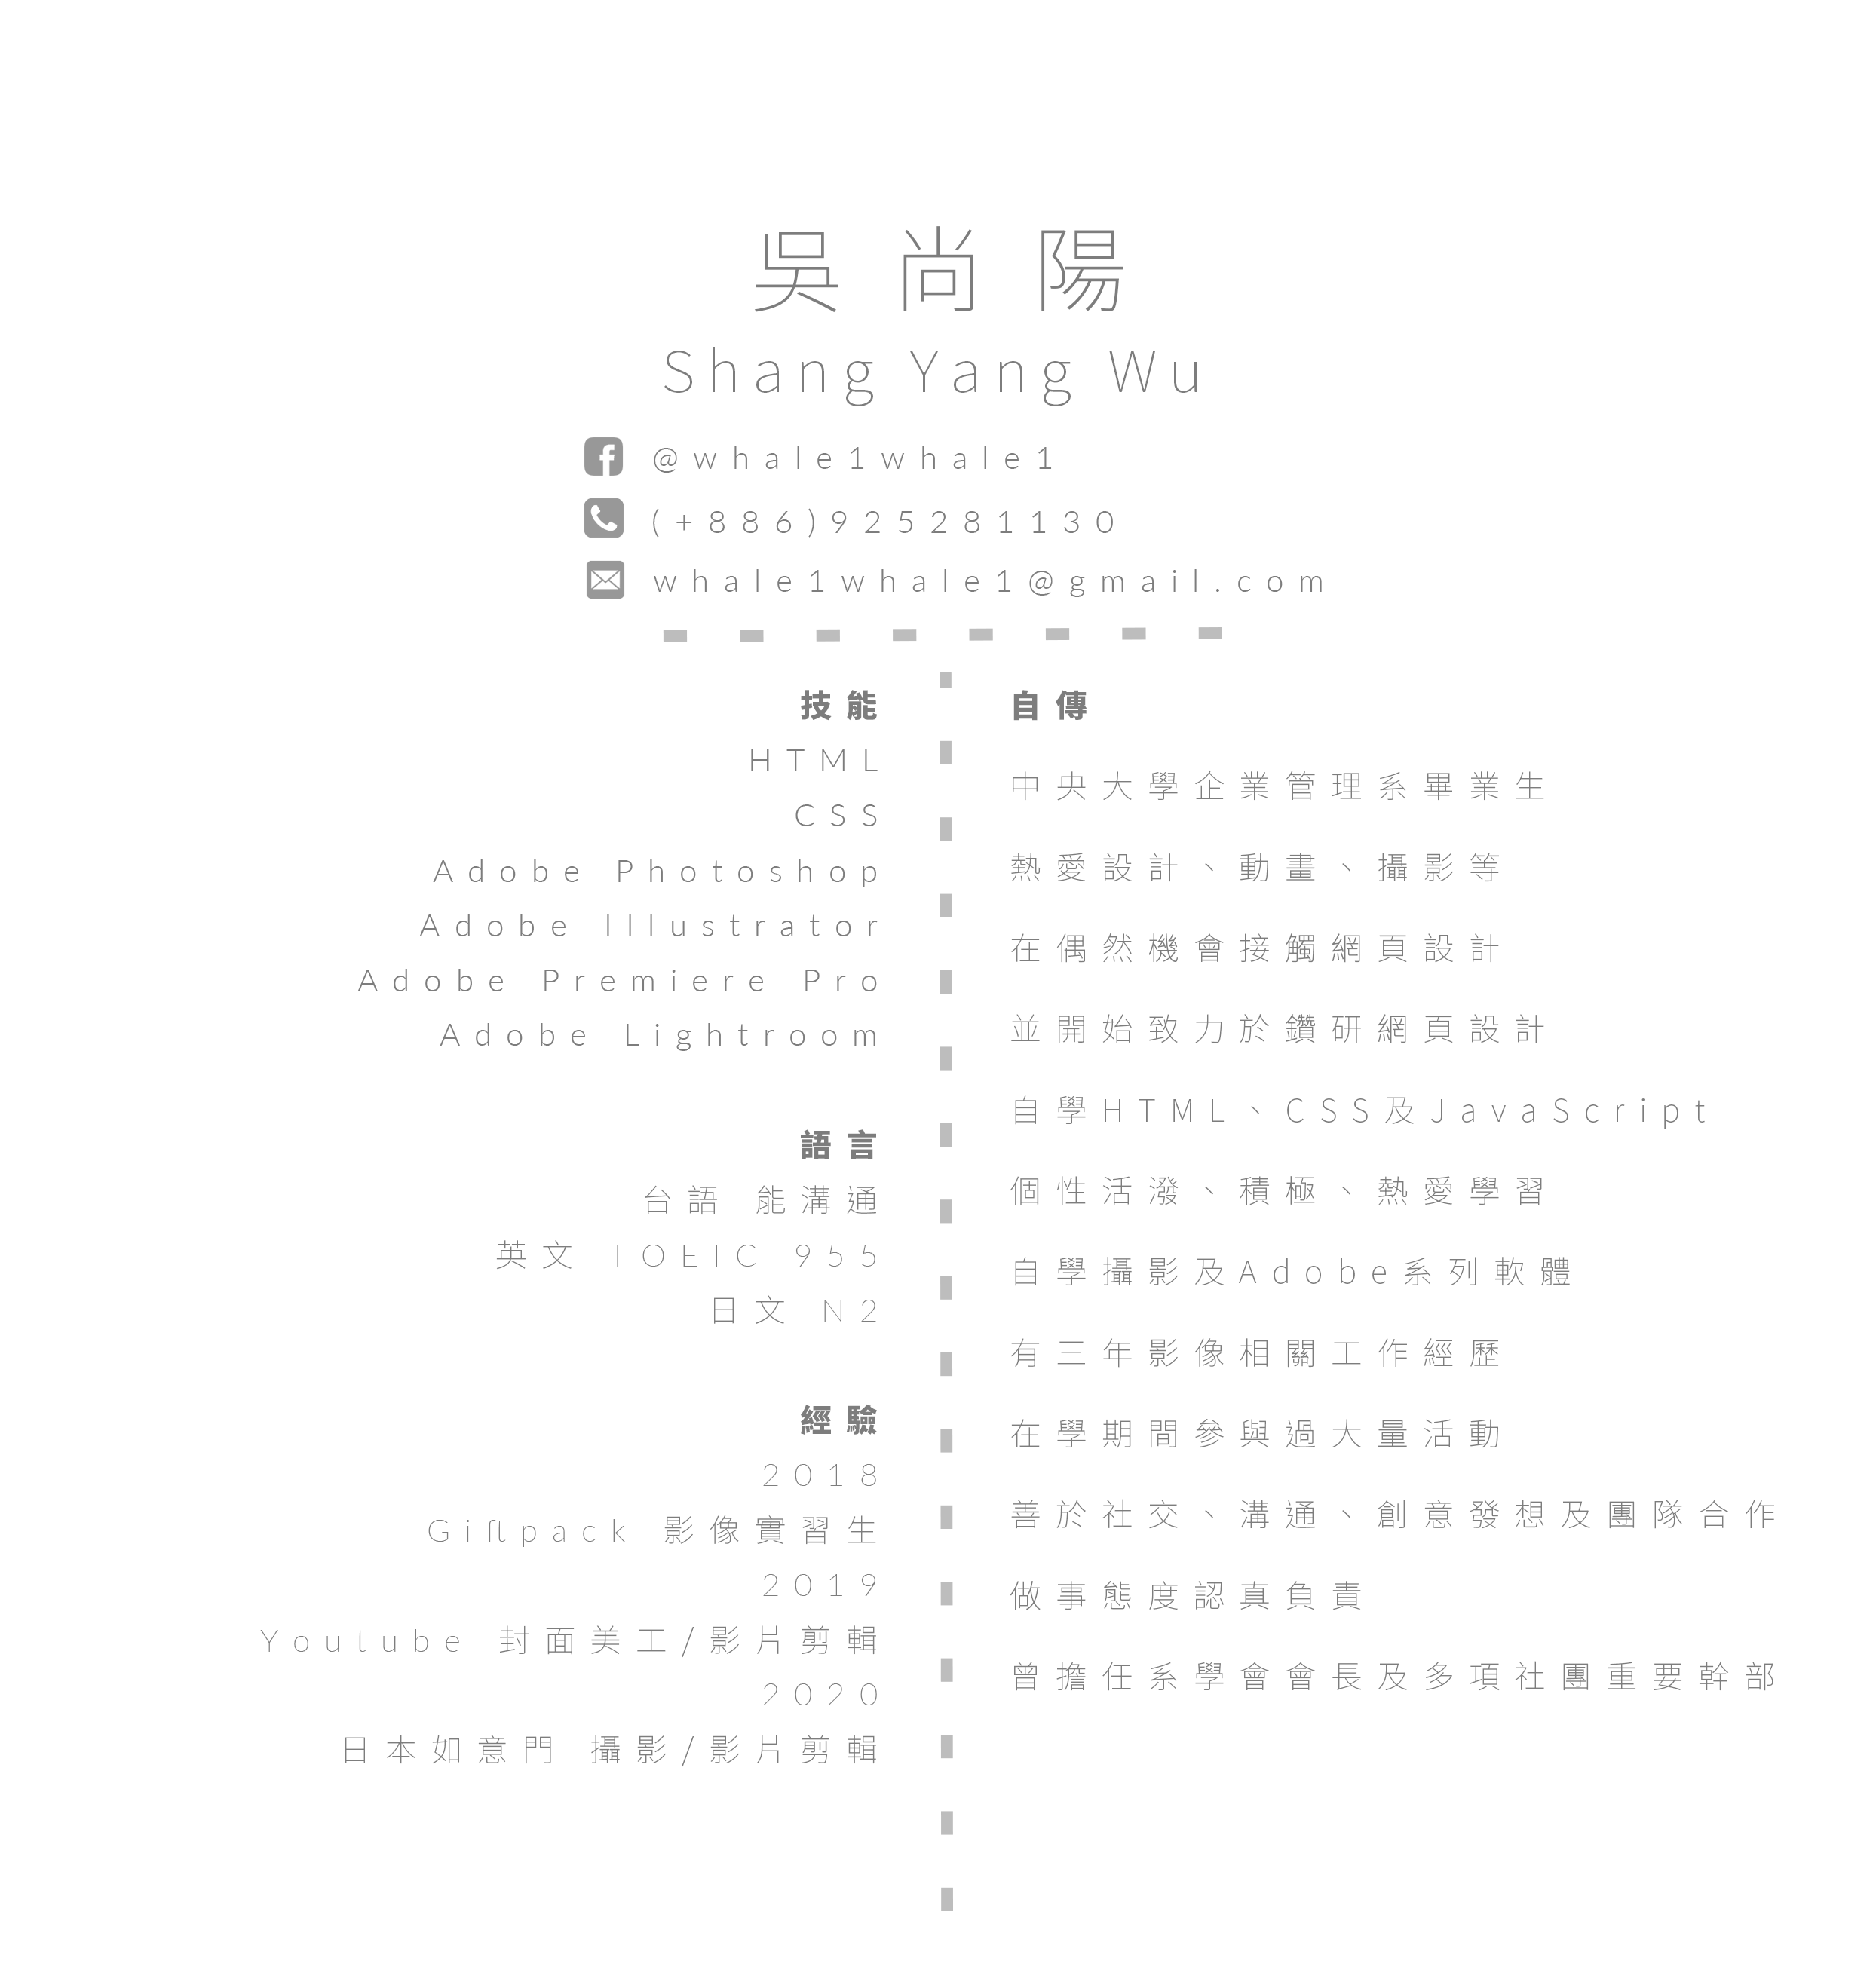 吳尚陽
Shang Yang Wu
@whale1whale1
(+886)925281130
whale1whale1@gmail.com
技能
HTML
CSS
Adobe Photoshop
Adobe Illustrator
Adobe Premiere Pro
Adobe Lightroom
語言
台語 能溝通
英文 TOEIC 955
日文 N2
經驗
2018
Giftpack 影像實習生
2019
Youtube 封面美工/影片剪輯
2020
日本如意門 攝影/影片剪輯
自傳
中央大學企業管理系畢業生
熱愛設計、動畫、攝影等
在偶然機會接觸網頁設計
並開始致力於鑽研網頁設計
自學HTML、CSS及JavaScript
個性活潑、積極、熱愛學習
自學攝影及Adobe系列軟體
有三年影像相關工作經歷
在學期間參與過大量活動
善於社交、溝通、創意發想及團隊合作
做事態度認真負責
曾擔任系學會會長及多項社團重要幹部